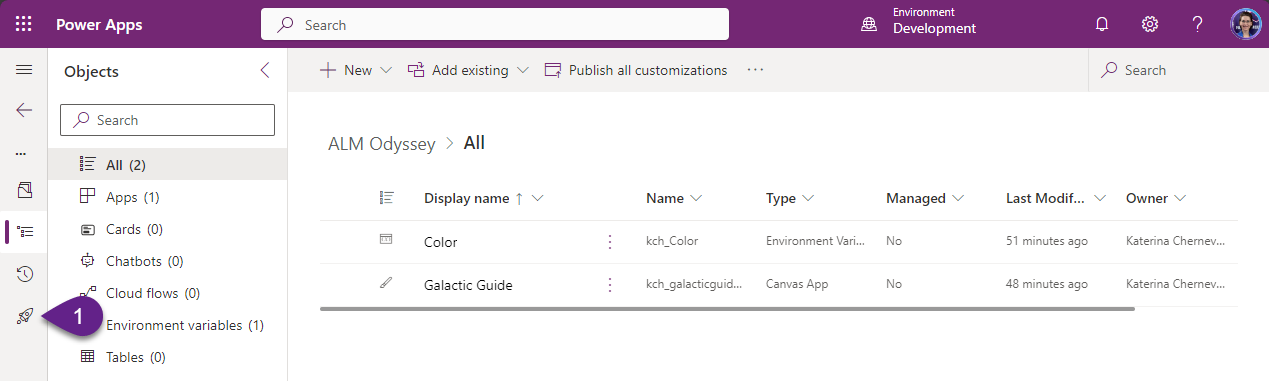 Power Apps
Search
Environment
Development
?
Objects
Search
All (2)
Apps (1)
Cards (0)
Chatbots (0)
Cloud flows (0)
Environment variables (1)
Tables (0)
1
New
Add existing
Publish all customizations
...
Search
ALM Odyssey > All
Display name ↑ Name Type Managed Last Modif... Owner
Color kch_Color Environment Vari... No 51 minutes ago Katerina Chernev...
Galactic Guide kch_galacticguid... Canvas App No 48 minutes ago Katerina Chernev...